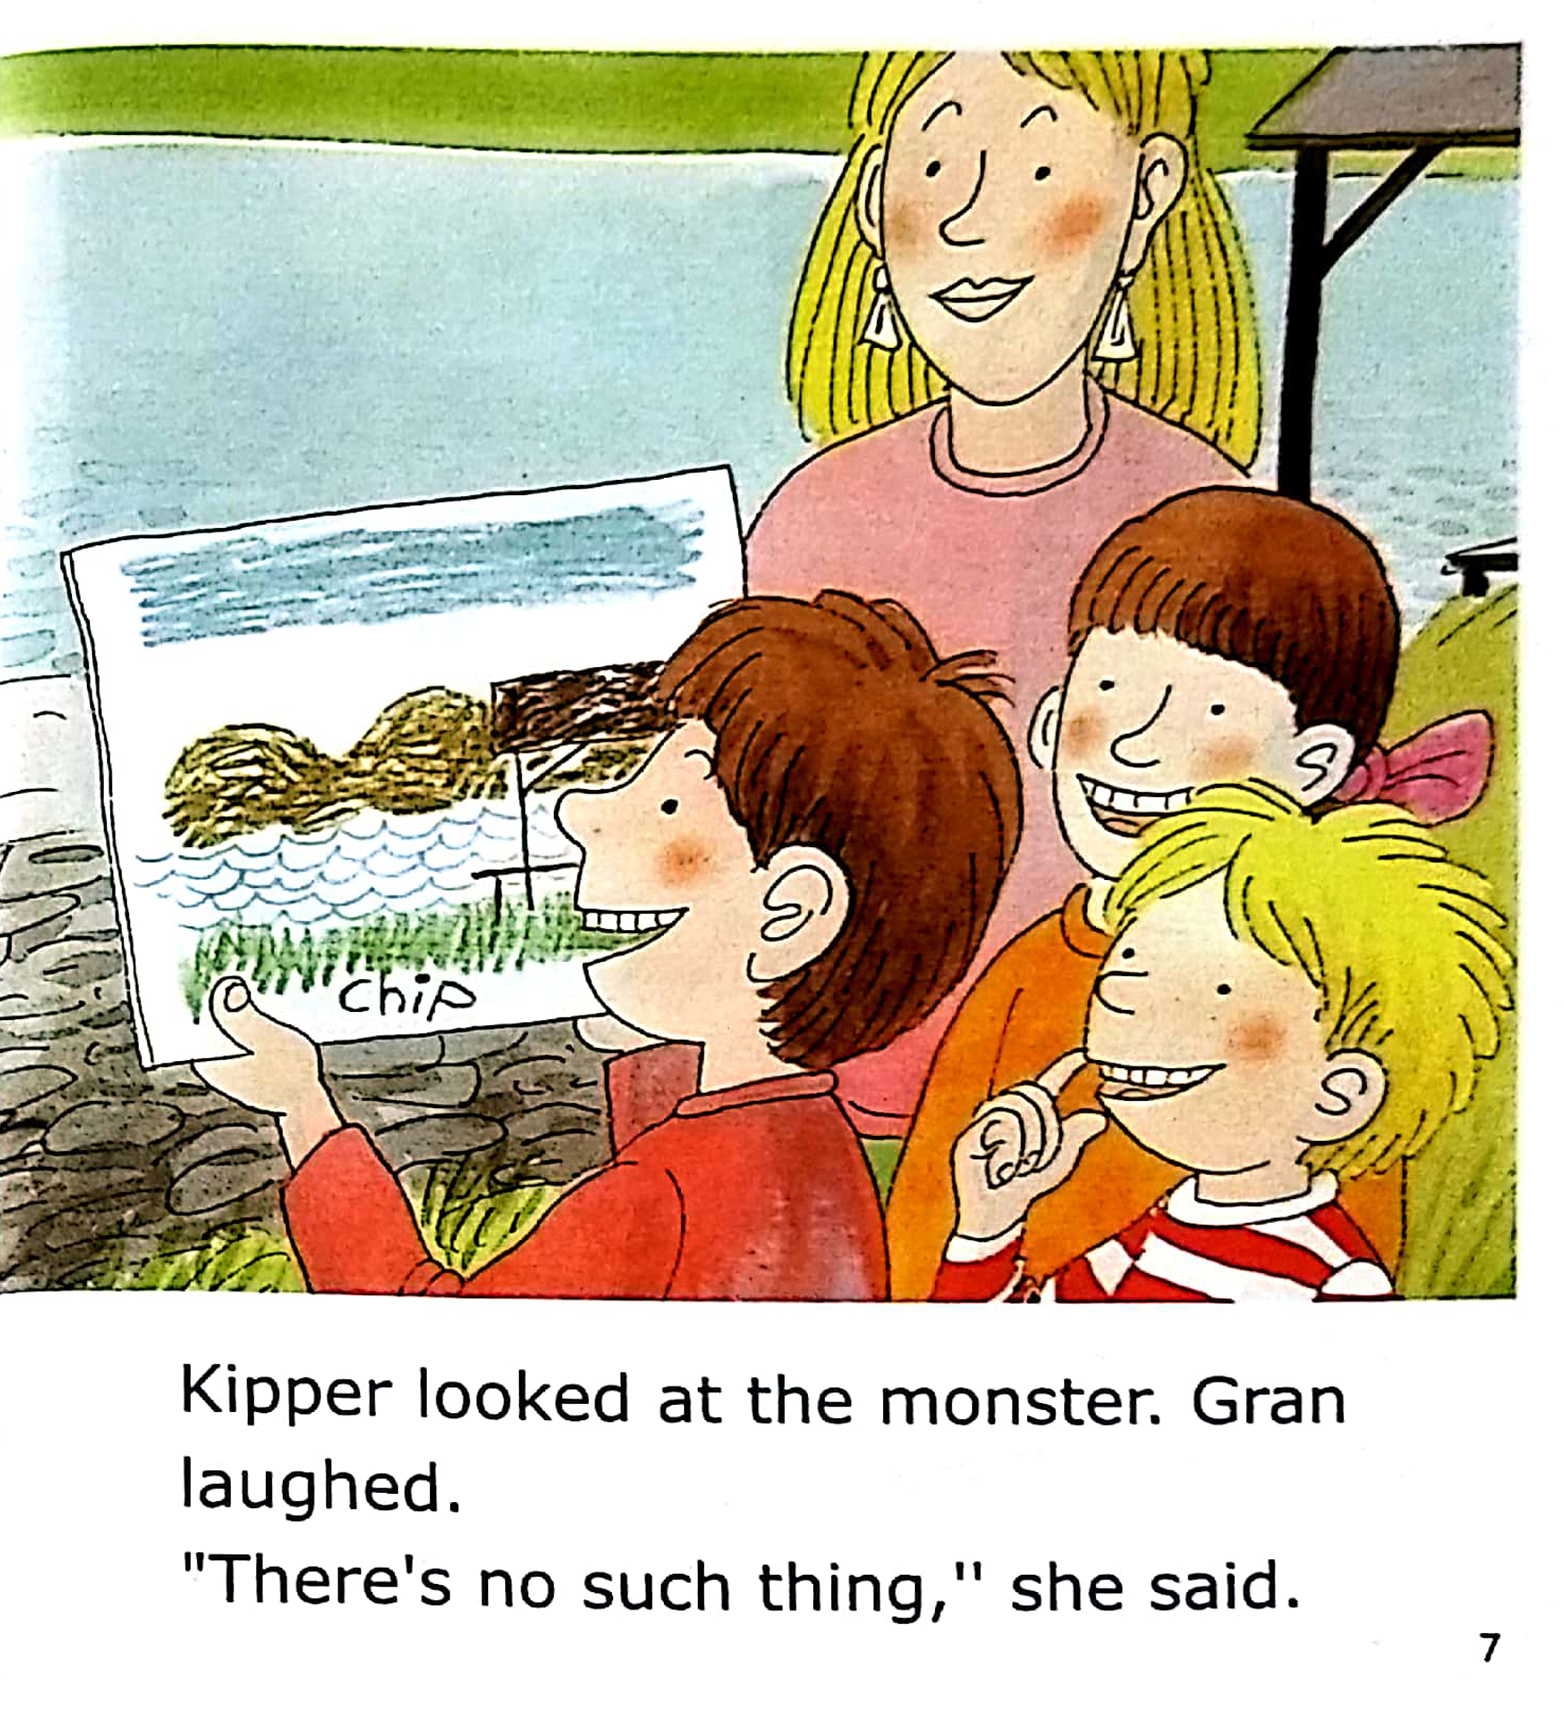 chip
Kipper looked at the monster. Gran
laughed.
"There's no such thing," she said.
7